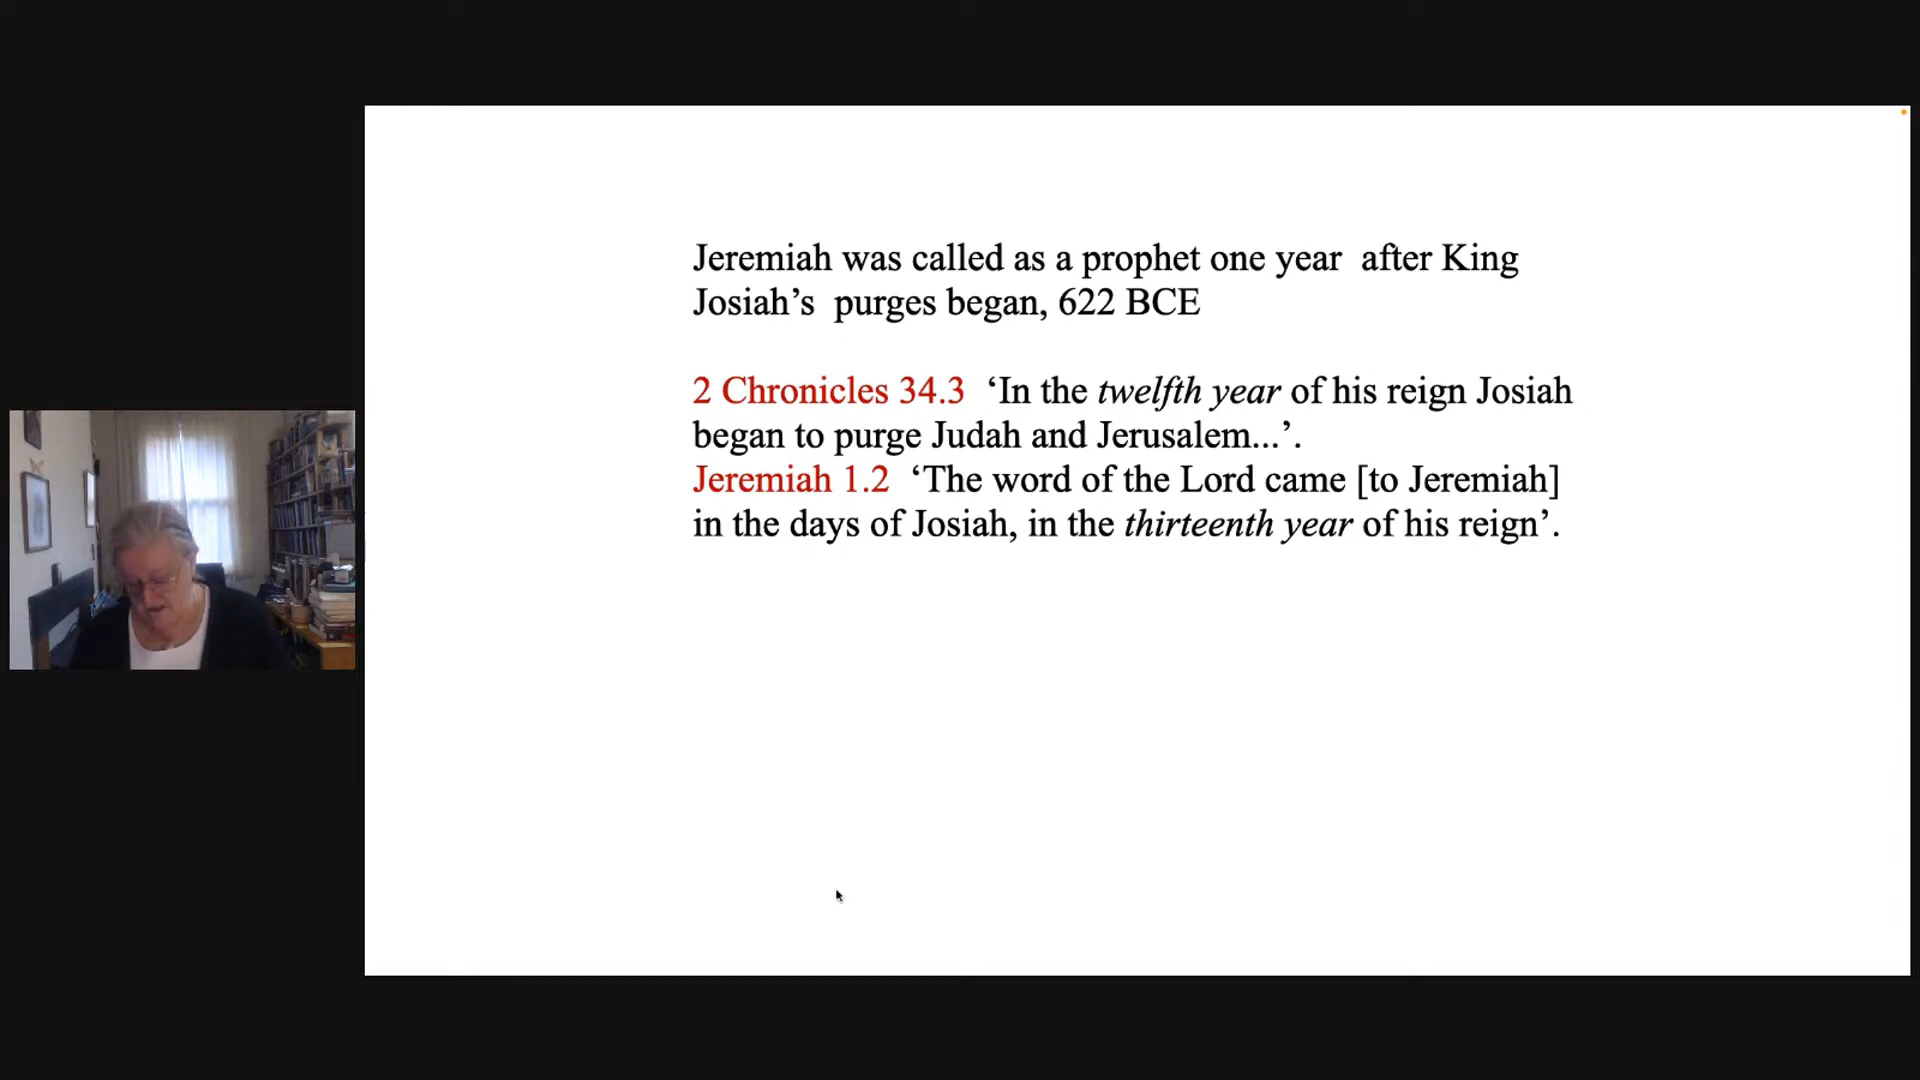 Jeremiah was called as a prophet one year  after King
Josiah’s  purges began, 622 BCE
2 Chronicles 34.3  ‘In the twelfth year of his reign Josiah
began to purge Judah and Jerusalem...’.
Jeremiah 1.2  ‘The word of the Lord came [to Jeremiah]
in the days of Josiah, in the thirteenth year of his reign’.